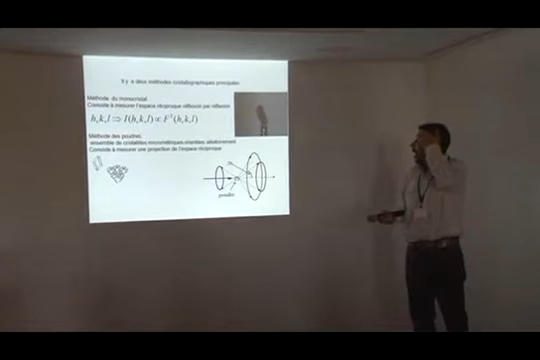 Il y a deux méthodes cristallographiques principales
Méthode du monocristal
Consiste à mesurer l'espace réciproque réflexion par réflexion
h,k,l ⇒ I(h,k,l) ∝ F²(h,k,l)
Méthode des poudres
ensemble de cristallites micrométriques orientées aléatoirement
Consiste à mesurer une projection de l'espace réciproque
poudre